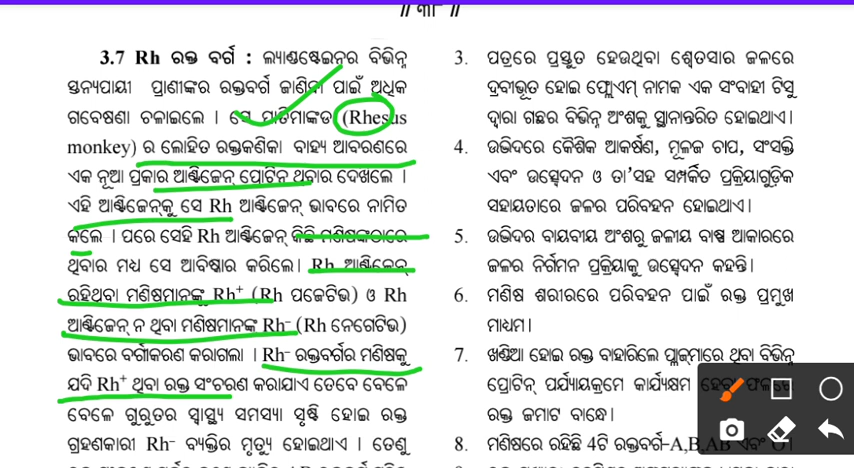 ॥ ୩୮ ॥
3.7 Rh ରକ୍ତ ବର୍ଗ : ଲ୍ୟାଣ୍ଡଷ୍ଟେଇନର ବିଭିନ୍ନ
ସ୍ତନ୍ୟପାୟୀ ପ୍ରାଣୀଙ୍କର ରକ୍ତବର୍ଗ ଜାଣିବା ପାଇଁ ଅଧିକ
ଗବେଷଣା ଚଳାଇଲେ । ସେ (Rhesus
monkey) ର ଲୋହିତ ରକ୍ତକଣିକା ବାହ୍ୟ ଆବରଣରେ
ଏକ ନୂଆ ପ୍ରକାର ଆଣ୍ଟିଜେନ୍ ପ୍ରୋଟିନ୍ ଥିବାର ଦେଖିଲେ ।
ଏହି ଆଣ୍ଟିଜେନ୍‌କୁ ସେ Rh ଆଣ୍ଟିଜେନ୍ ଭାବରେ ନାମିତ
କଲେ । ପରେ ସେହି Rh ଆଣ୍ଟିଜେନ୍ କିଛି ମଣିଷଙ୍କଠାରେ
ଥିବାର ମଧ୍ୟ ସେ ଆବିଷ୍କାର କରିଲେ। Rh ଆଣ୍ଟିଜେନ୍
ରହିଥିବା ମଣିଷମାନଙ୍କୁ Rh⁺ (Rh ପଜେଟିଭ) ଓ Rh
ଆଣ୍ଟିଜେନ୍ ନ ଥିବା ମଣିଷମାନଙ୍କ Rh⁻ (Rh ନେଗେଟିଭ)
ଭାବରେ ବର୍ଗୀକରଣ କରାଗଲା । Rh⁻ ରକ୍ତବର୍ଗର ମଣିଷକୁ
ଯଦି Rh⁺ ଥିବା ରକ୍ତ ସଂଚରଣ କରାଯାଏ ତେବେ ବେଳେ
ବେଳେ ଗୁରୁତର ସ୍ୱାସ୍ଥ୍ୟ ସମସ୍ୟା ସୃଷ୍ଟି ହୋଇ ରକ୍ତ
ଗ୍ରହଣକାରୀ Rh⁻ ବ୍ୟକ୍ତିର ମୃତ୍ୟୁ ହୋଇଥାଏ । ତେଣୁ
3. ପତ୍ରରେ ପ୍ରସ୍ତୁତ ହେଉଥିବା ଶ୍ୱେତସାର ଜଳରେ
ଦ୍ରବୀଭୂତ ହୋଇ ଫ୍ଲୋଏମ୍ ନାମକ ଏକ ସଂବାହୀ ଟିସୁ
ଦ୍ୱାରା ଗଛର ବିଭିନ୍ନ ଅଂଶକୁ ସ୍ଥାନାନ୍ତରିତ ହୋଇଥାଏ।
4. ଉଦ୍ଭିଦରେ କୈଶିକ ଆକର୍ଷଣ, ମୂଳଜ ଚାପ, ସଂସକ୍ତି
ଏବଂ ଉତ୍ସ୍ୱେଦନ ଓ ତା'ସହ ସମ୍ପର୍କିତ ପ୍ରକ୍ରିୟାଗୁଡ଼ିକ
ସହାୟତାରେ ଜଳର ପରିବହନ ହୋଇଥାଏ।
5. ଉଦ୍ଭିଦର ବାୟବୀୟ ଅଂଶରୁ ଜଳୀୟ ବାଷ୍ପ ଆକାରରେ
ଜଳର ନିର୍ଗମନ ପ୍ରକ୍ରିୟାକୁ ଉତ୍ସ୍ୱେଦନ କହନ୍ତି।
6. ମଣିଷ ଶରୀରରେ ପରିବହନ ପାଇଁ ରକ୍ତ ପ୍ରମୁଖ
ମାଧ୍ୟମ।
7. ଖଣ୍ଡିଆ ହୋଇ ରକ୍ତ ବାହାରିଲେ ପ୍ଲାଜ୍‌ମାରେ ଥିବା ବିଭିନ୍ନ
ପ୍ରୋଟିନ୍ ପର୍ଯ୍ୟାୟକ୍ରମେ କାର୍ଯ୍ୟକ୍ଷମ ହେବା ଫଳରେ
ରକ୍ତ ଜମାଟ ବାନ୍ଧେ।
8. ମଣିଷରେ ରହିଛି 4ଟି ରକ୍ତବର୍ଗ-A,B,AB ଏବଂ O।